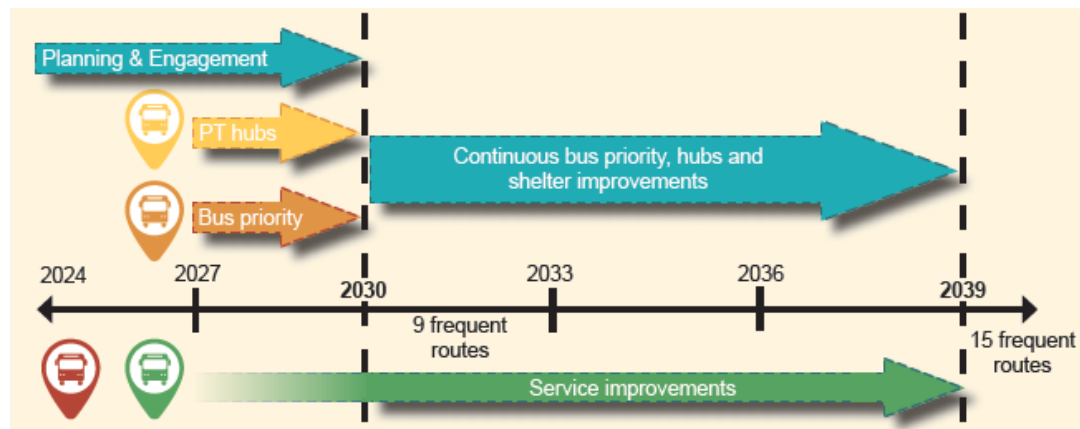 Planning & Engagement
PT hubs
Continuous bus priority, hubs and
shelter improvements
Bus priority
2024
2027
2030
2033
2036
2039
9 frequent
routes
15 frequent
routes
Service improvements